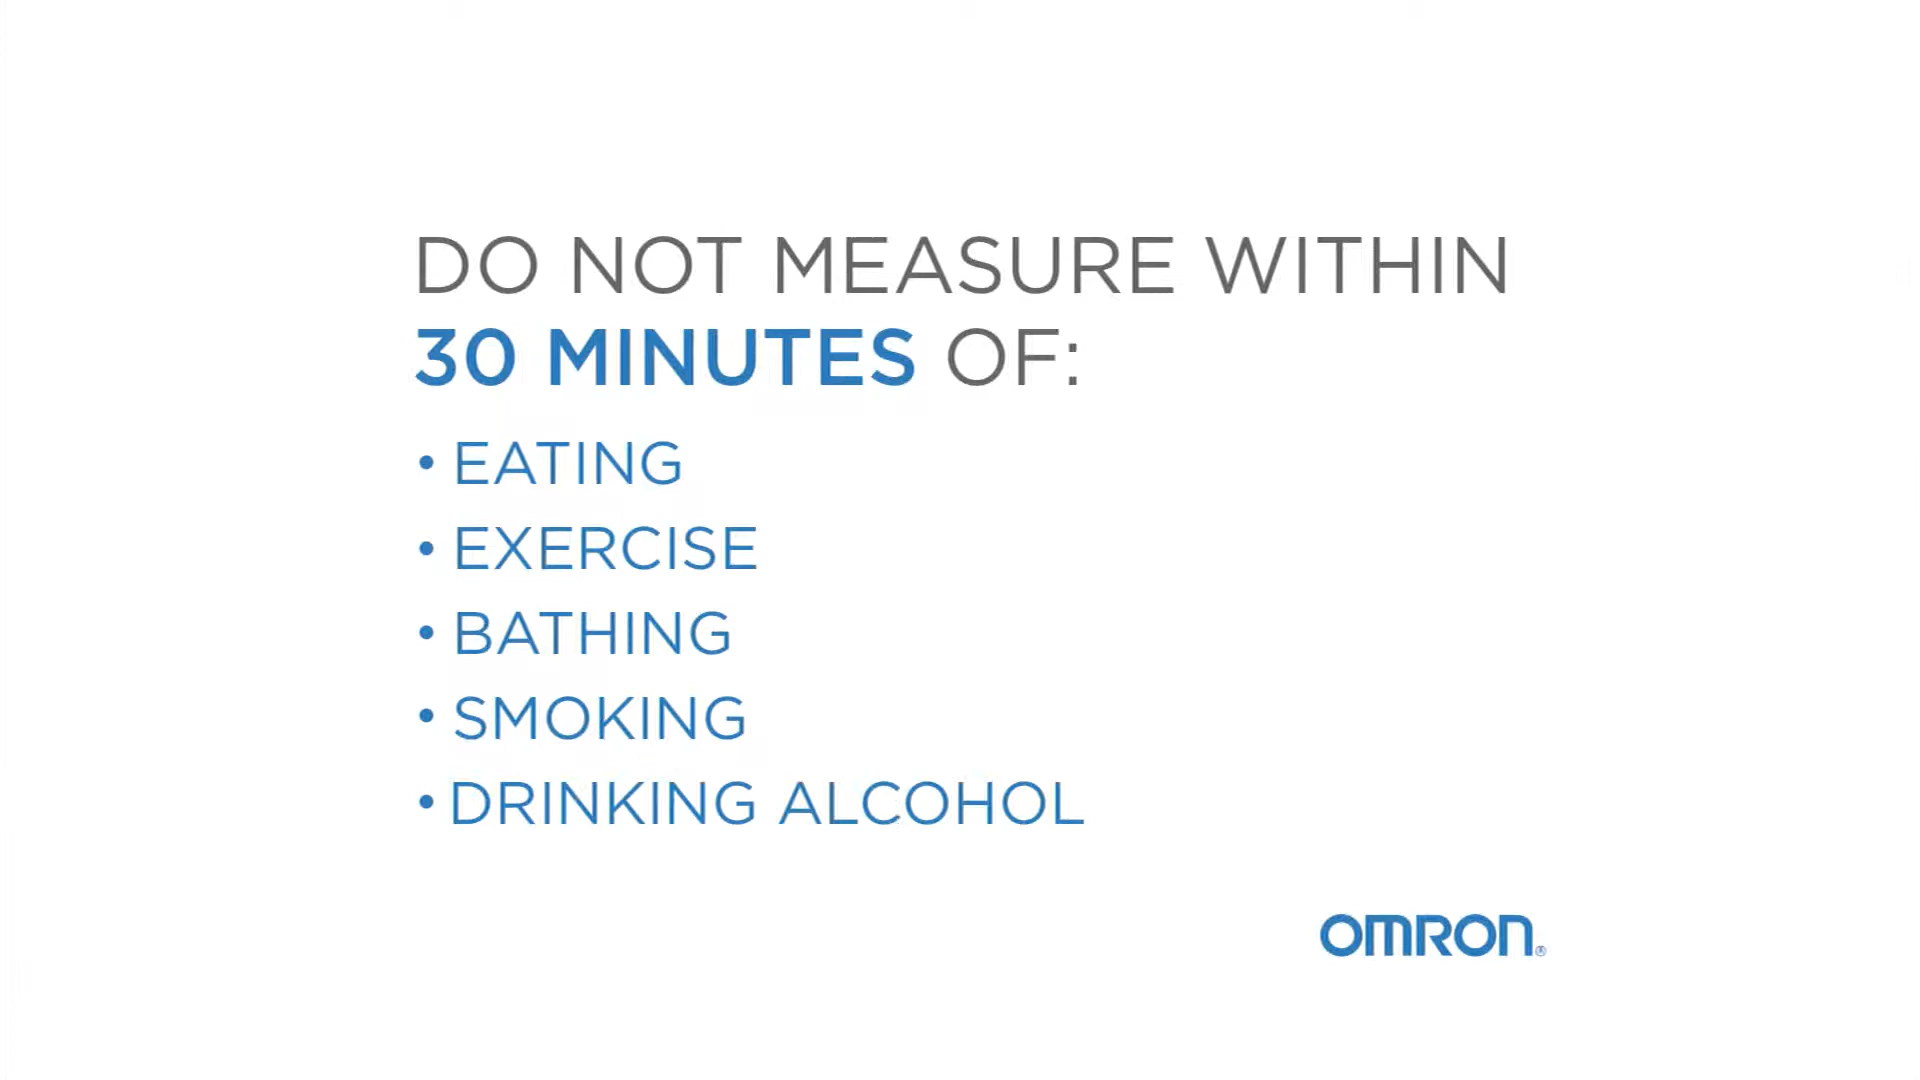 DO NOT MEASURE WITHIN
30 MINUTES OF:
• EATING
• EXERCISE
• BATHING
• SMOKING
• DRINKING ALCOHOL
OMRON®